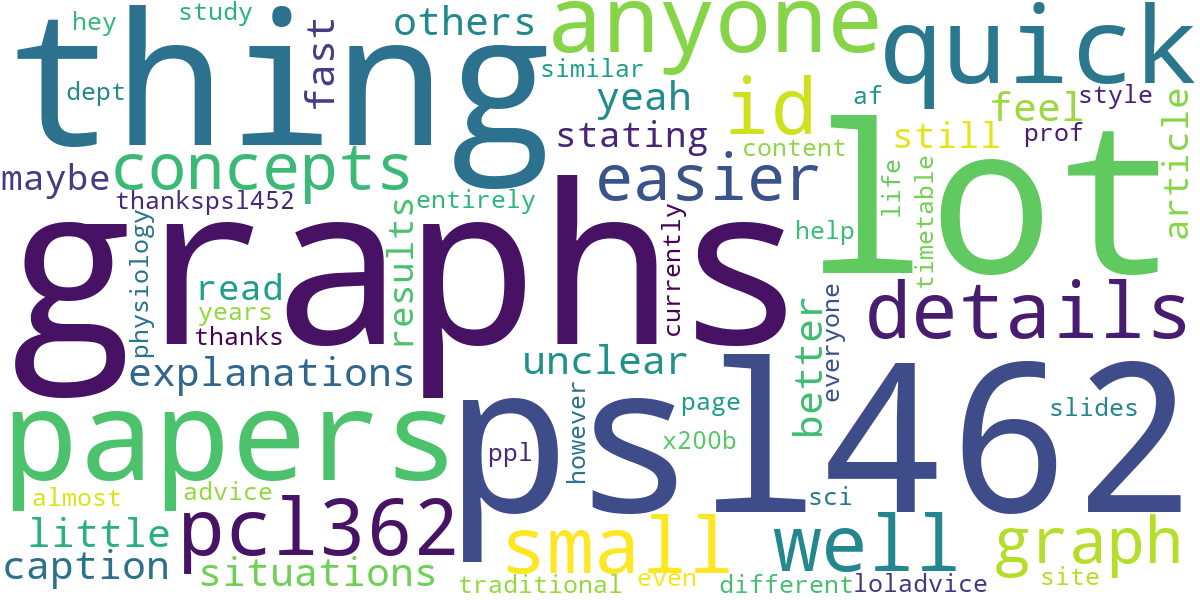 thing
hey
study
others
anyone
quick
dept
fast
similar
yeah
id
af
feel
style
stating
content
still
prof
article
maybe
concepts
easier
lot
thankspsl452
entirely
life
timetable
graphs
physiology
results
currently
help
details
read
years
thanks
explanations
unclear
better
everyone
papers
psl462
page
slides
ppl
however
x200b
almost
advice
pcl362
sci
little
small
well
graph
caption
situations
traditional
even
different
loladvice
site